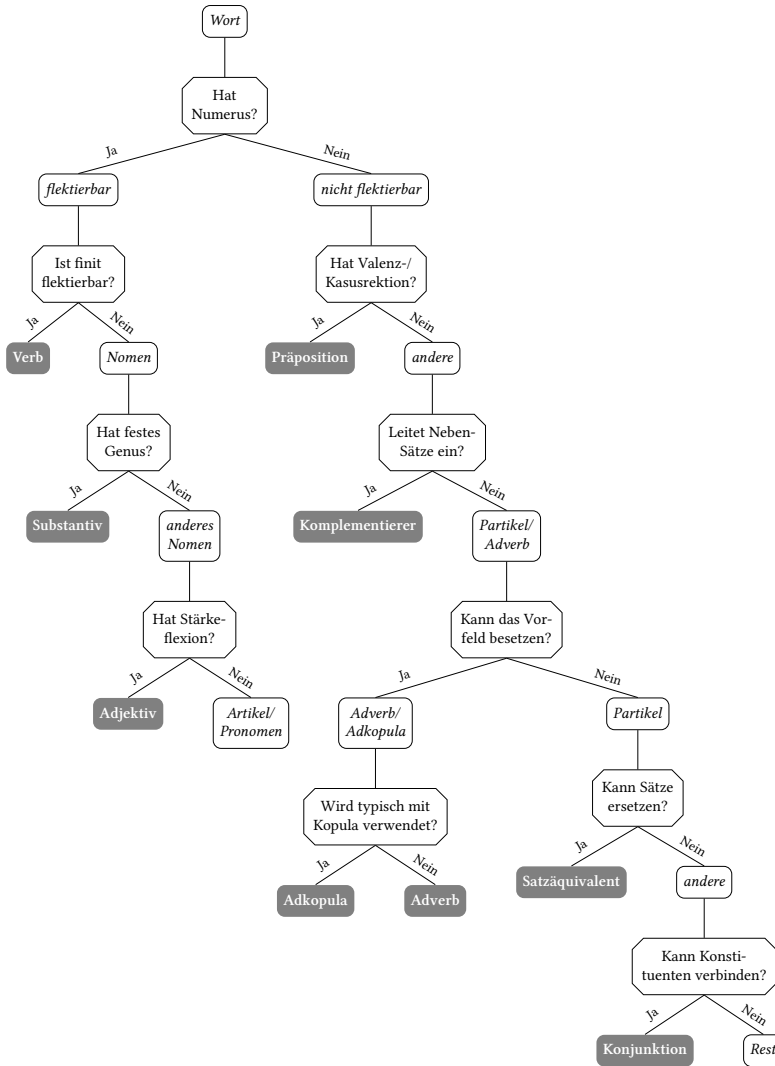 Wort
Hat
Numerus?
Ja
Nein
flektierbar
nicht flektierbar
Ist finit
flektierbar?
Hat Valenz-/
Kasusrektion?
Ja
Nein
Ja
Nein
Verb
Nomen
Präposition
andere
Hat festes
Genus?
Leitet Neben-
Sätze ein?
Ja
Nein
Ja
Nein
Substantiv
anderes
Nomen
Komplementierer
Partikel/
Adverb
Hat Stärke-
flexion?
Kann das Vor-
feld besetzen?
Ja
Nein
Ja
Nein
Adjektiv
Artikel/
Pronomen
Adverb/
Adkopula
Partikel
Wird typisch mit
Kopula verwendet?
Kann Sätze
ersetzen?
Ja
Nein
Ja
Nein
Adkopula
Adverb
Satzäquivalent
andere
Kann Konsti-
tuenten verbinden?
Ja
Nein
Konjunktion
Rest